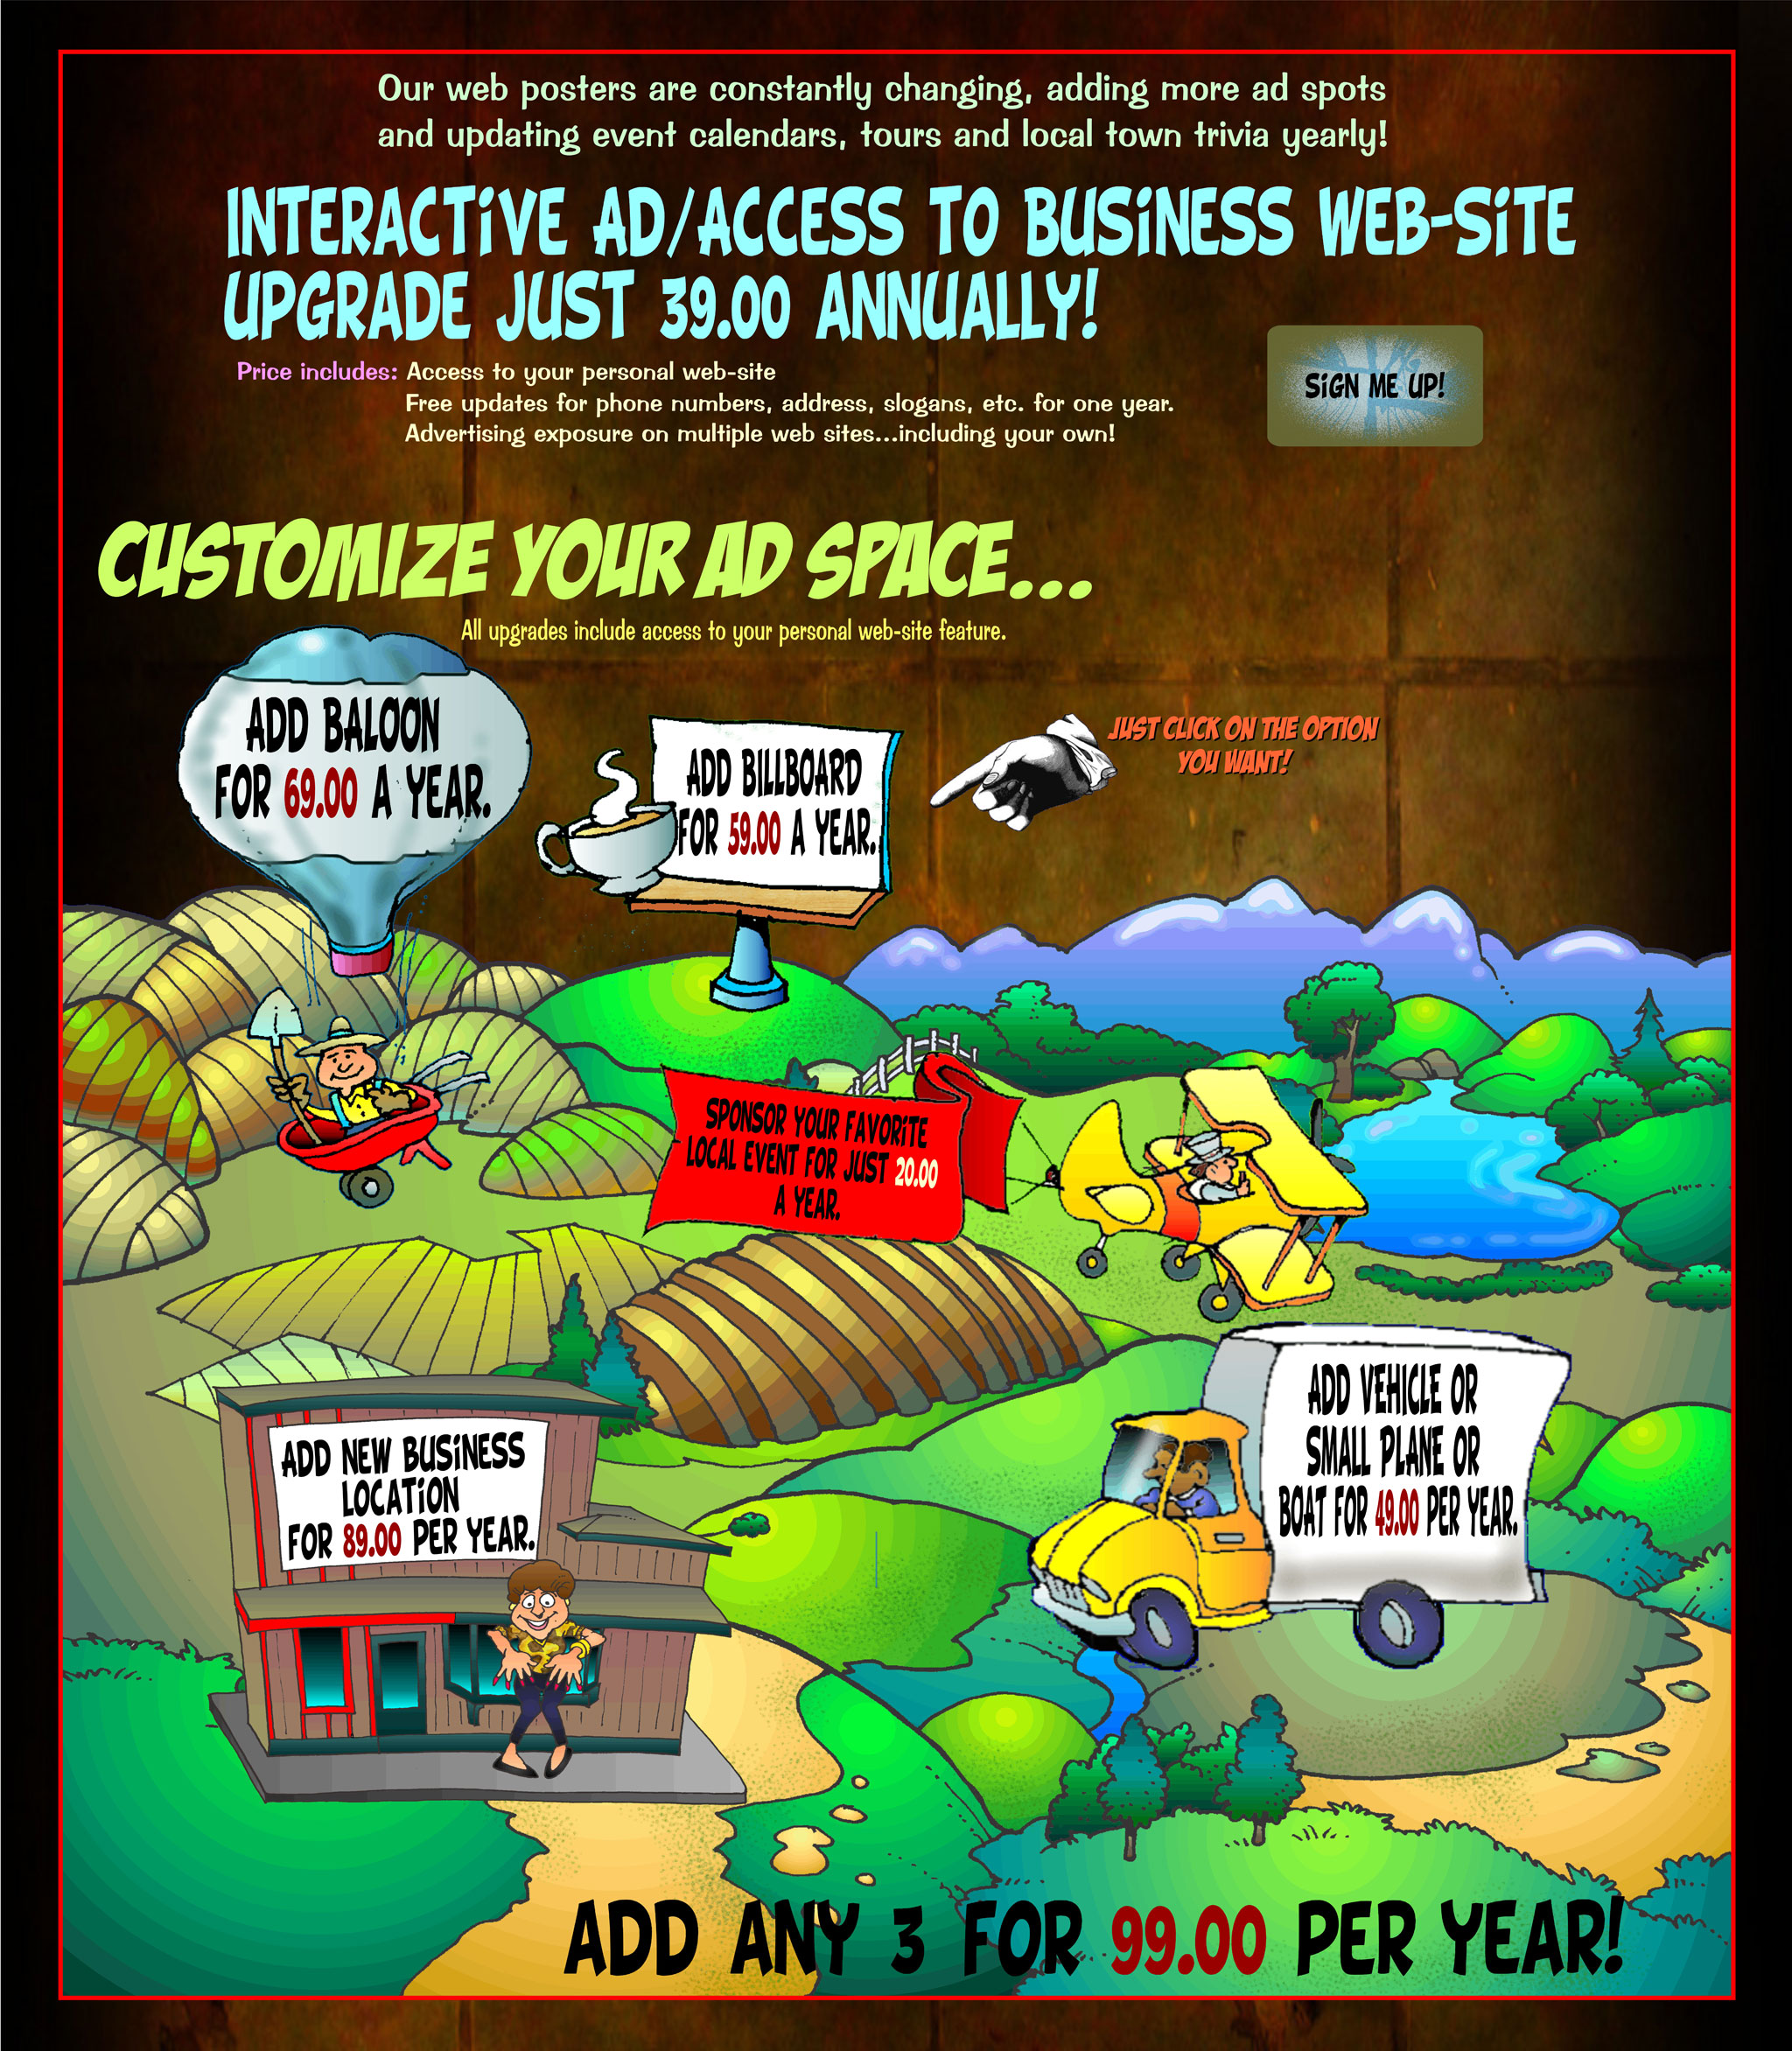 Our web posters are constantly changing, adding more ad spots
and updating event calendars, tours and local town trivia yearly!
INTERACTiVE AD/ACCESS TO BUSiNESS WEB-SiTE
UPGRADE JUST 39.00 ANNUALLY!
Price includes: Access to your personal web-site
Free updates for phone numbers, address, slogans, etc. for one year.
Advertising exposure on multiple web sites...including your own!
SiGN ME UP!
CUSTOMIZE YOUR AD SPACE...
All upgrades include access to your personal web-site feature.
ADD BALOON
FOR 69.00 A YEAR.
ADD BILLBOARD
FOR 59.00 A YEAR.
JUST CLICK ON THE OPTION
YOU WANT!
SPONSOR YOUR FAVORiTE
LOCAL EVENT FOR JUST 20.00
A YEAR.
ADD VEHICLE OR
SMALL PLANE OR
BOAT FOR 49.00 PER YEAR.
ADD NEW BUSiNESS
LOCATiON
FOR 89.00 PER YEAR.
ADD ANY 3 FOR 99.00 PER YEAR!